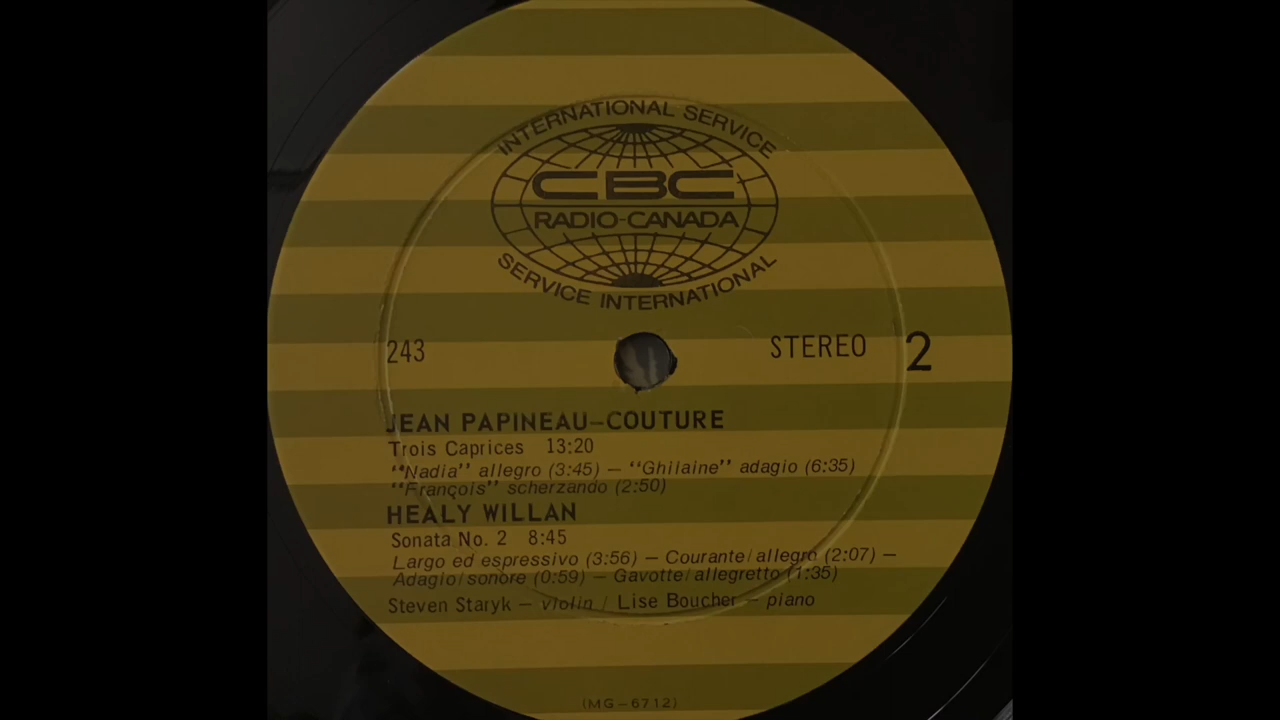 INTERNATIONAL SERVICE
CBC
RADIO-CANADA
SERVICE INTERNATIONAL
243
STEREO 2
JEAN PAPINEAU-COUTURE
Trois Caprices 13:20
“Nadia” allegro (3:45) — “Ghilaine” adagio (6:35)
“François” scherzando (2:50)
HEALY WILLAN
Sonata No. 2 8:45
Largo ed espressivo (3:56) — Courante/allegro (2:07) —
Adagio/sonore (0:59) — Gavotte/allegretto (1:35)
Steven Staryk — violin / Lise Boucher — piano
(MG-6712)